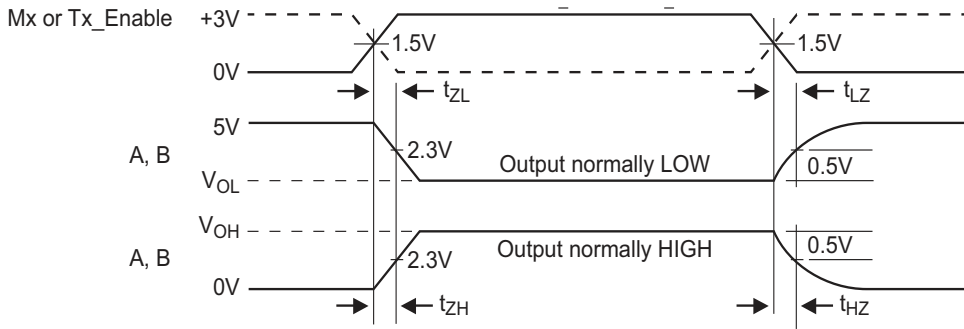 Mx or Tx_Enable
+3V
0V
1.5V
1.5V
tZL
tLZ
5V
A, B
2.3V
Output normally LOW
0.5V
VOL
VOH
A, B
2.3V
Output normally HIGH
0.5V
0V
tZH
tHZ